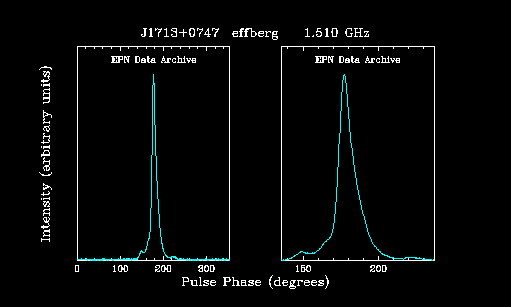 J1713+0747 effberg 1.510 GHz
EPN Data Archive
EPN Data Archive
Intensity (arbitrary units)
0 100 200 300
160 200
Pulse Phase (degrees)